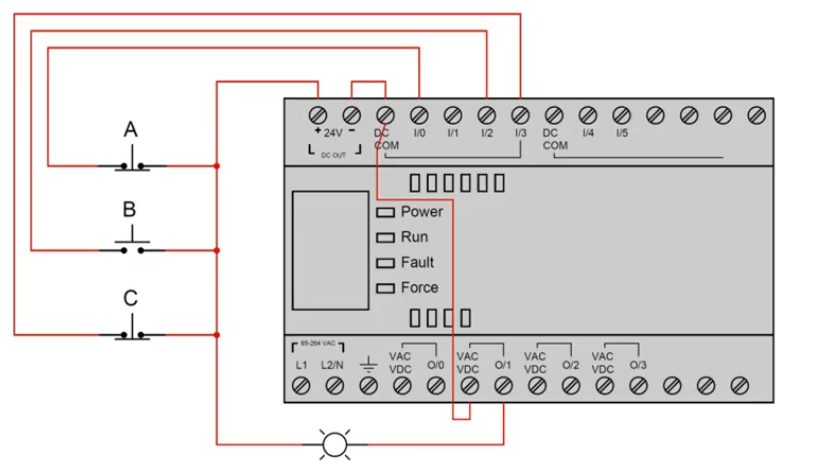 A
B
C
+ 24V - DC COM I/0 I/1 I/2 I/3 DC COM I/4 I/5
DC OUT
Power
Run
Fault
Force
85-264 VAC
L1 L2/N VAC VDC O/0 VAC VDC O/1 VAC VDC O/2 VAC VDC O/3